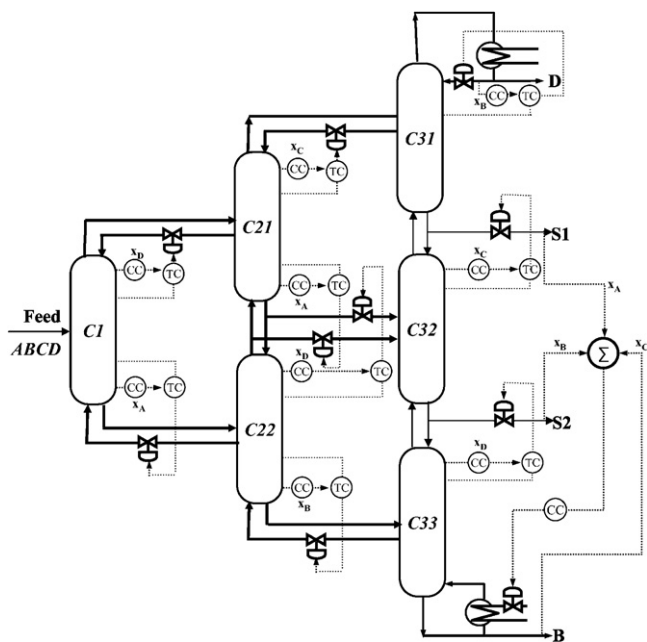 D
CC
TC
x_B
C31
x_C
CC
TC
C21
x_D
CC
TC
S1
x_C
CC
TC
x_A
Feed
ABCD
C1
CC
TC
x_A
C32
x_D
CC
TC
x_B
x_C
Σ
CC
TC
x_A
C22
S2
x_D
CC
TC
CC
TC
x_B
C33
CC
B